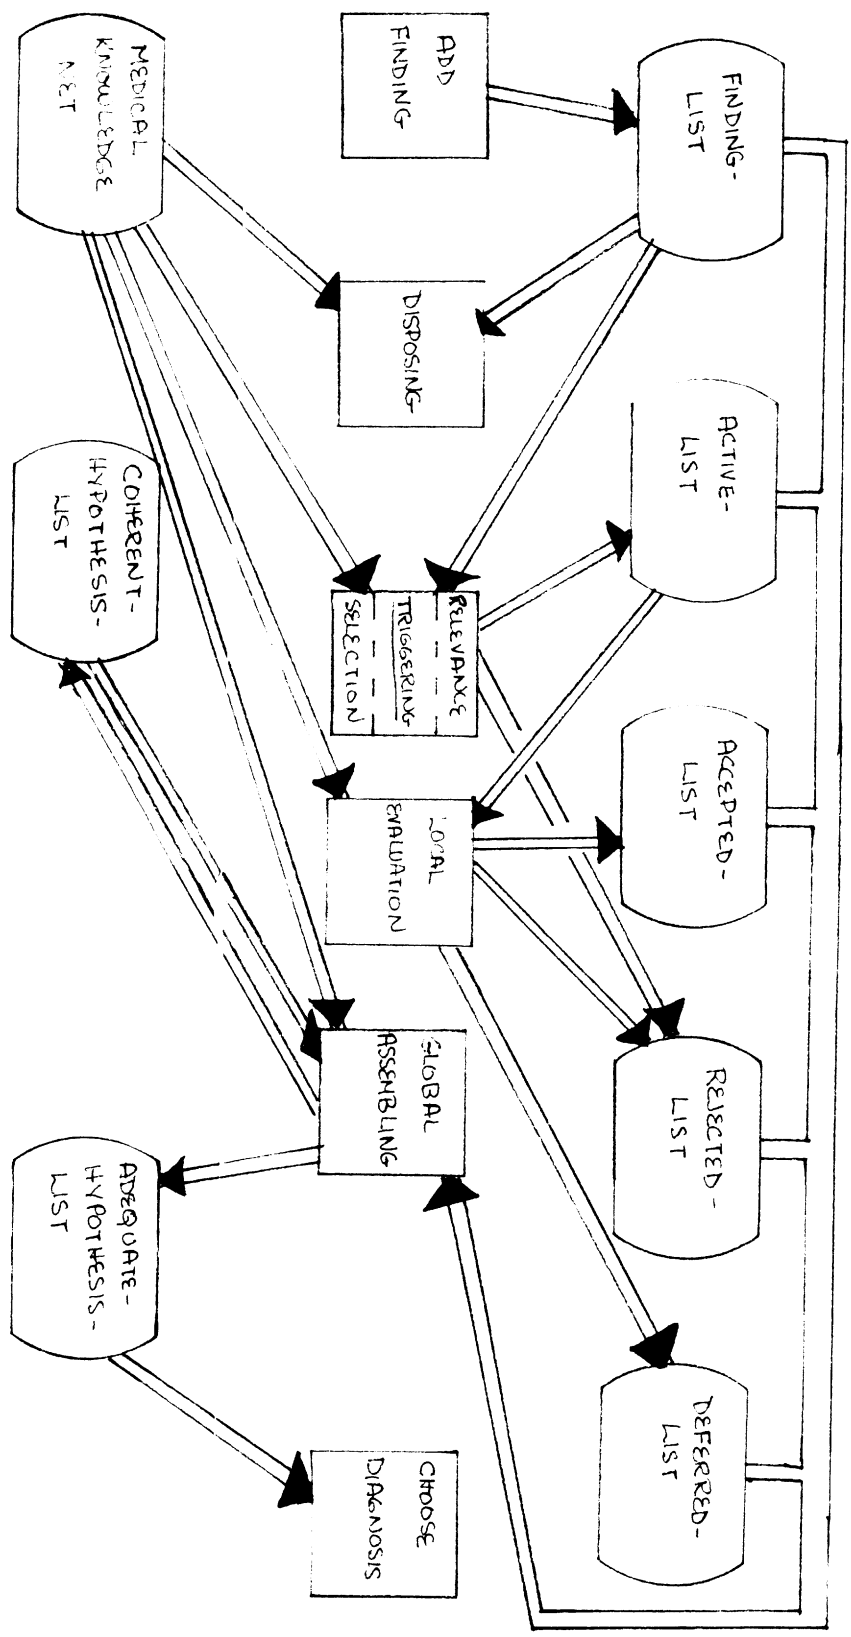 FINDING-
LIST
ACTIVE-
LIST
ACCEPTED-
LIST
REJECTED-
LIST
DEFERRED-
LIST
ADD
FINDING
DISPOSING
RELEVANCE
TRIGGERING
SELECTION
LOCAL
EVALUATION
GLOBAL
ASSEMBLING
CHOOSE
DIAGNOSIS
MEDICAL
KNOWLEDGE
NET
COHERENT-
HYPOTHESIS-
LIST
ADEQUATE-
HYPOTHESIS-
LIST